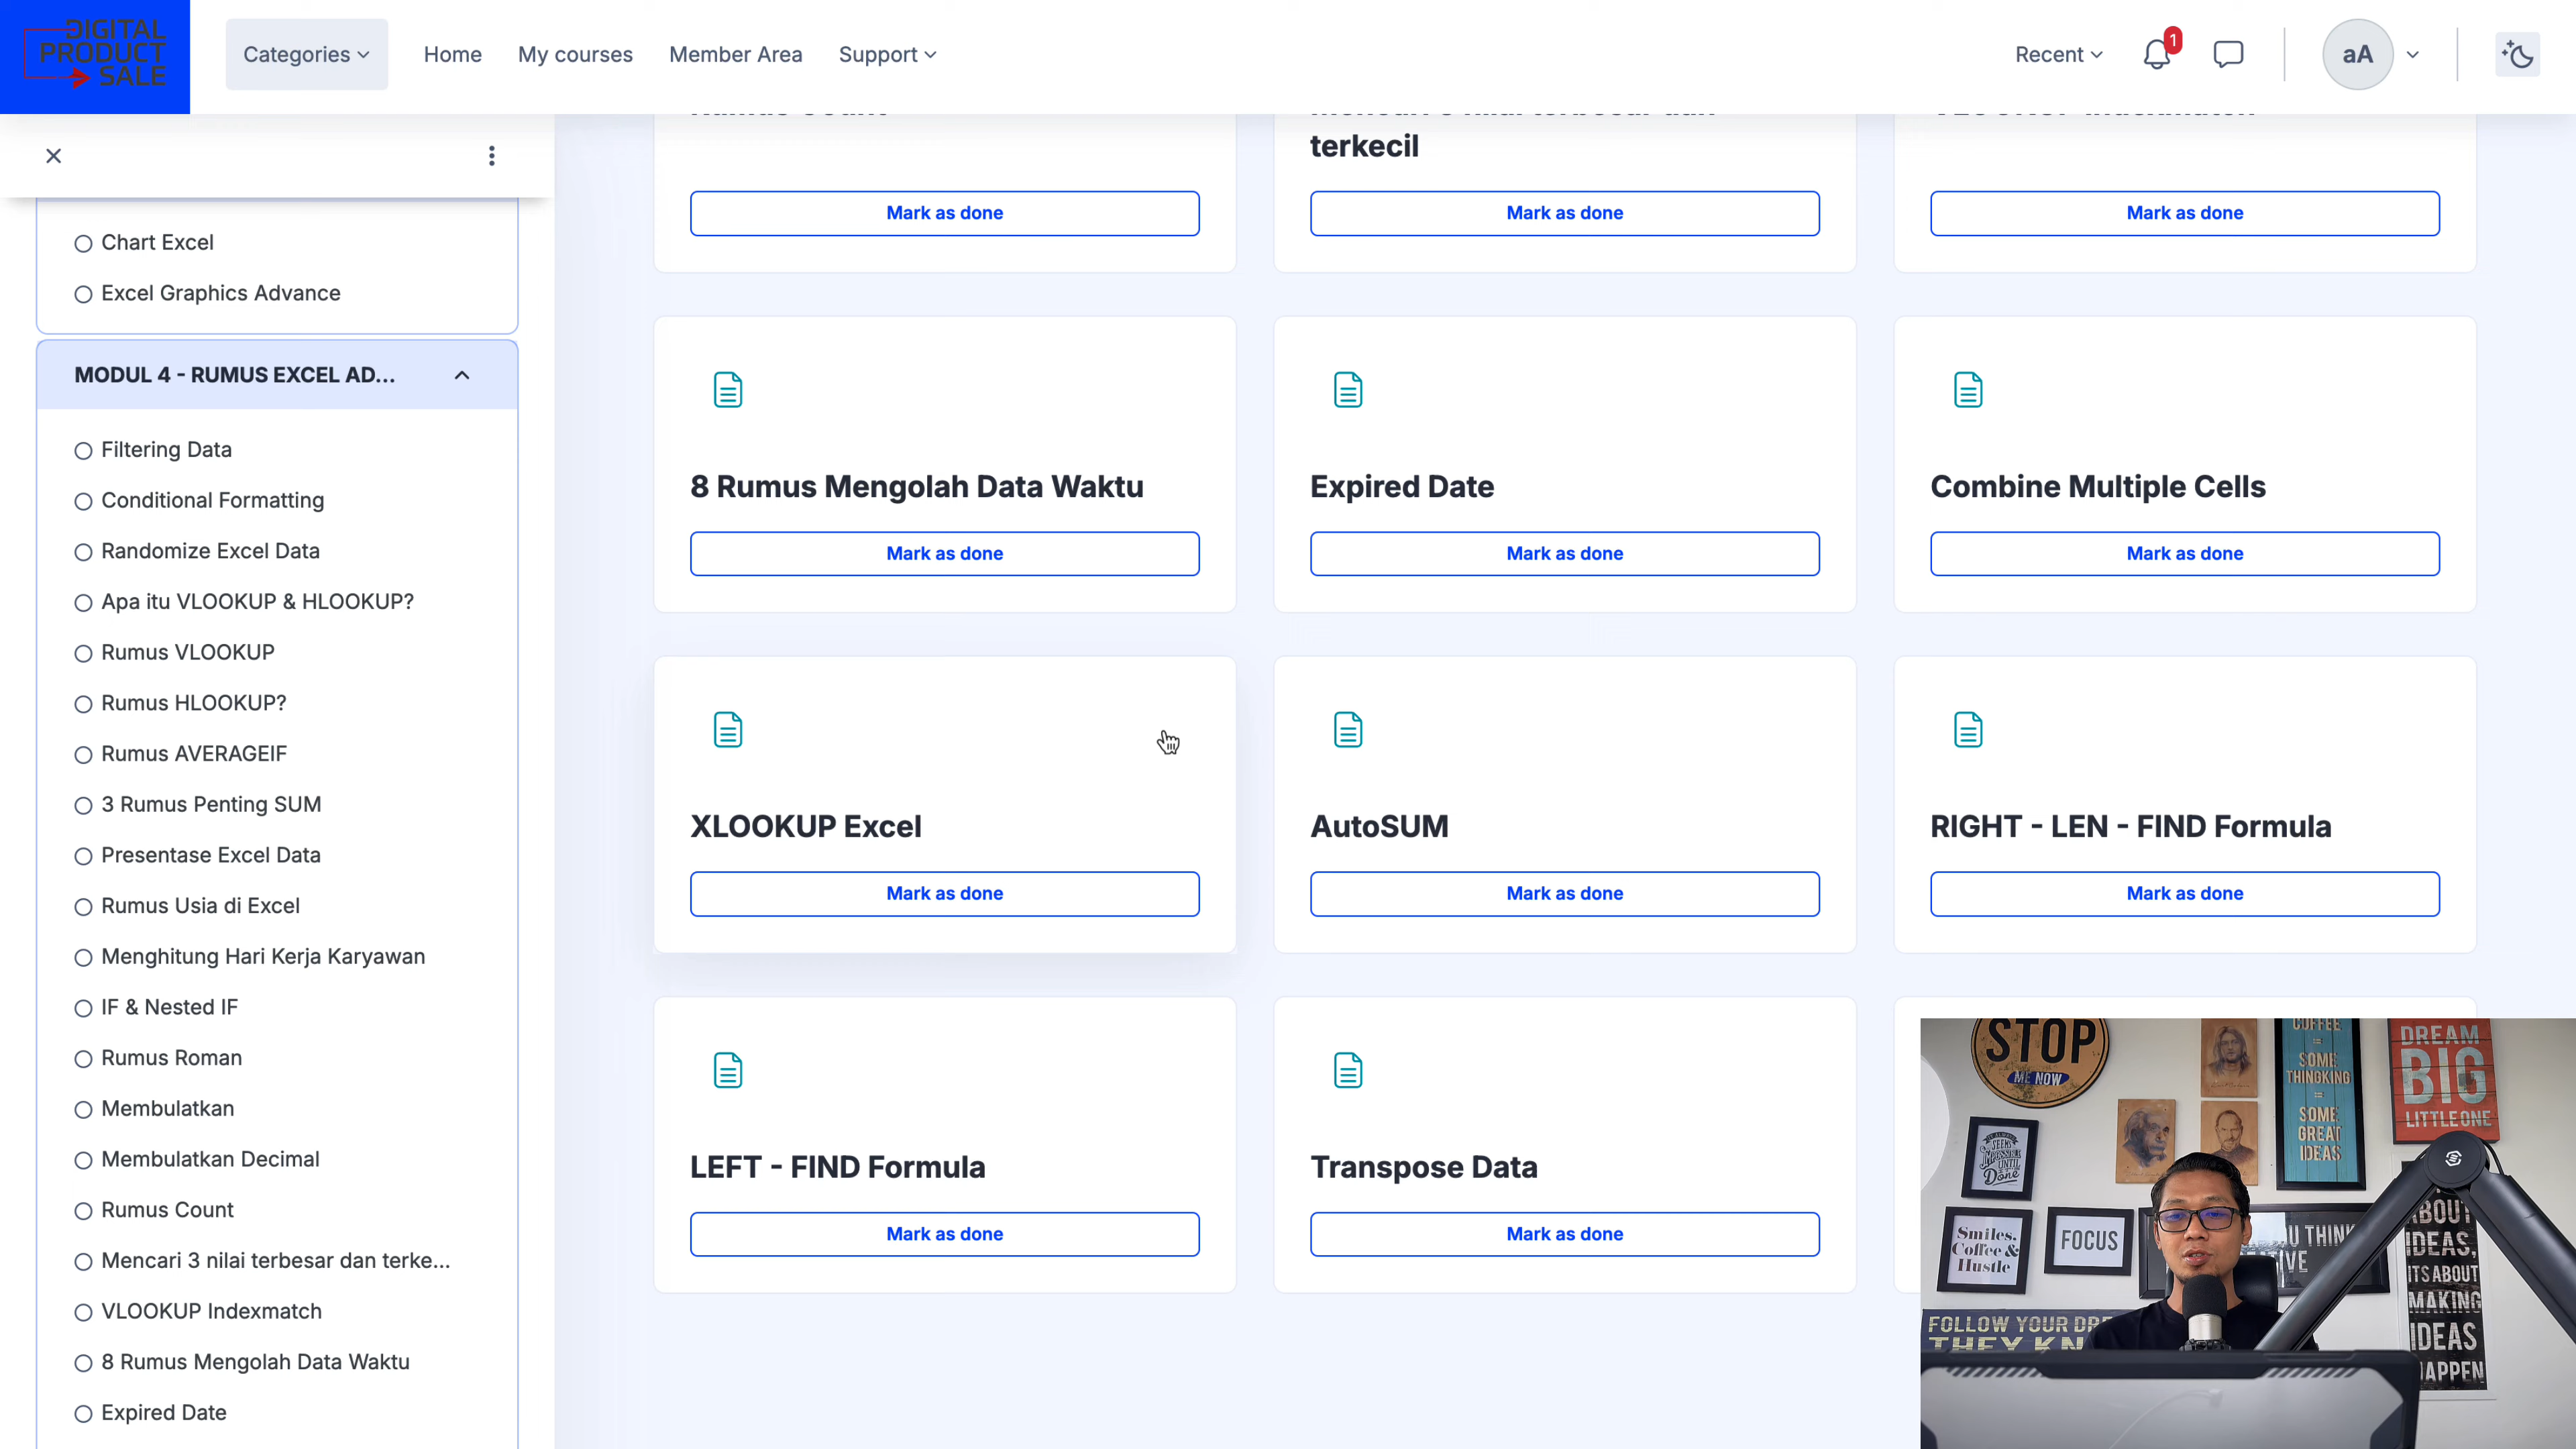 DIGITAL
PRODUCT
SALE
Categories
Home
My courses
Member Area
Support
Recent
1
aA
terkecil
Mark as done
Mark as done
Mark as done
Chart Excel
Excel Graphics Advance
MODUL 4 - RUMUS EXCEL AD...
Filtering Data
Conditional Formatting
Randomize Excel Data
Apa itu VLOOKUP & HLOOKUP?
Rumus VLOOKUP
Rumus HLOOKUP?
Rumus AVERAGEIF
3 Rumus Penting SUM
Presentase Excel Data
Rumus Usia di Excel
Menghitung Hari Kerja Karyawan
IF & Nested IF
Rumus Roman
Membulatkan
Membulatkan Decimal
Rumus Count
Mencari 3 nilai terbesar dan terke...
VLOOKUP Indexmatch
8 Rumus Mengolah Data Waktu
Expired Date
8 Rumus Mengolah Data Waktu
Mark as done
Expired Date
Mark as done
Combine Multiple Cells
Mark as done
XLOOKUP Excel
Mark as done
AutoSUM
Mark as done
RIGHT - LEN - FIND Formula
Mark as done
LEFT - FIND Formula
Mark as done
Transpose Data
Mark as done
STOP
ME NOW
COFFEE
=
SOME
THINGKING
=
SOME
GREAT
IDEAS
DREAM
BIG
LITTLE ONE
Smiles,
Coffee &
Hustle
FOCUS
U THINK
ABOUT
IDEAS,
ITS ABOUT
MAKING
IDEAS
HAPPEN
FOLLOW YOUR
THEY